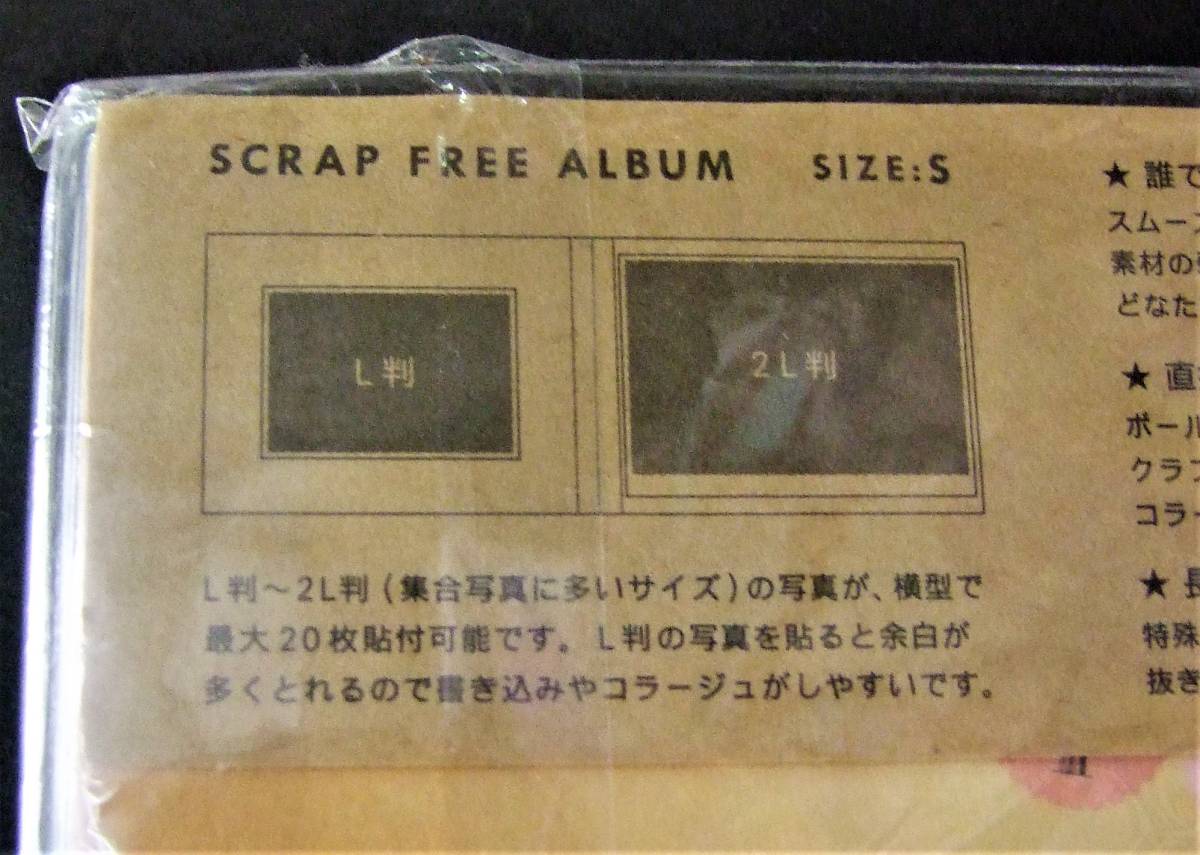 SCRAP FREE ALBUM SIZE:S
L判
2L判
L判～2L判(集合写真に多いサイズ)の写真が、横型で
最大20枚貼付可能です。L判の写真を貼ると余白が
多くとれるので書き込みやコラージュがしやすいです。
★ 誰で
スムーズ
素材の
どなた
★ 直
ボール
クラフ
コラー
★ 長
特殊
抜き